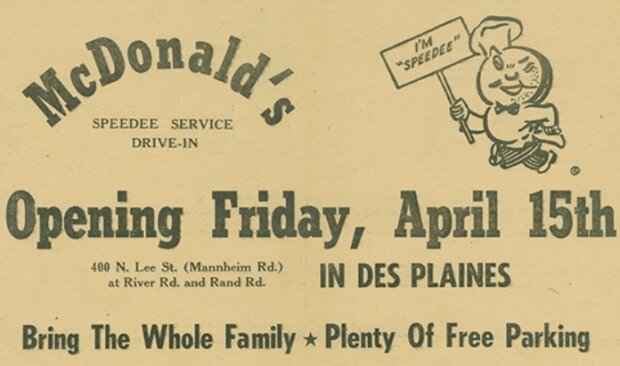 McDonald's
SPEEDEE SERVICE
DRIVE-IN
I'M
"SPEEDEE"
Opening Friday, April 15th
400 N. Lee St. (Mannheim Rd.)
at River Rd. and Rand Rd.
IN DES PLAINES
Bring The Whole Family ★ Plenty Of Free Parking